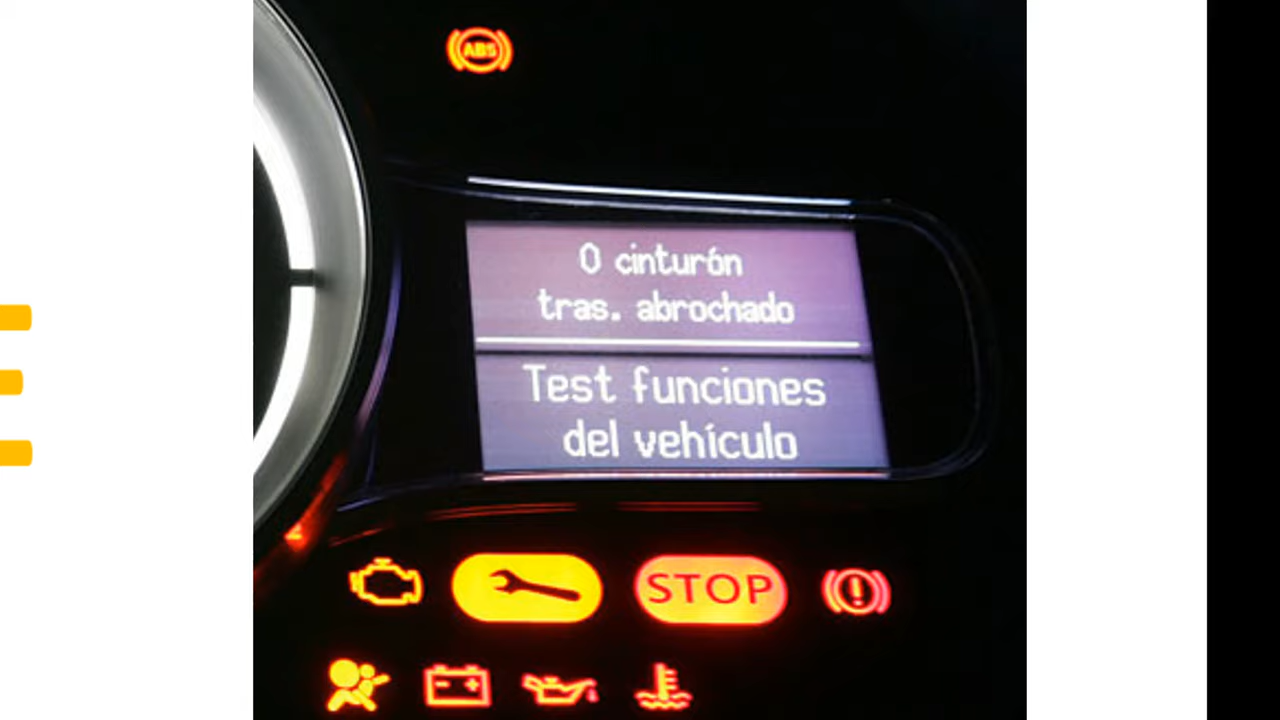 ABS
0 cinturón
tras. abrochado
Test funciones
del vehículo
STOP